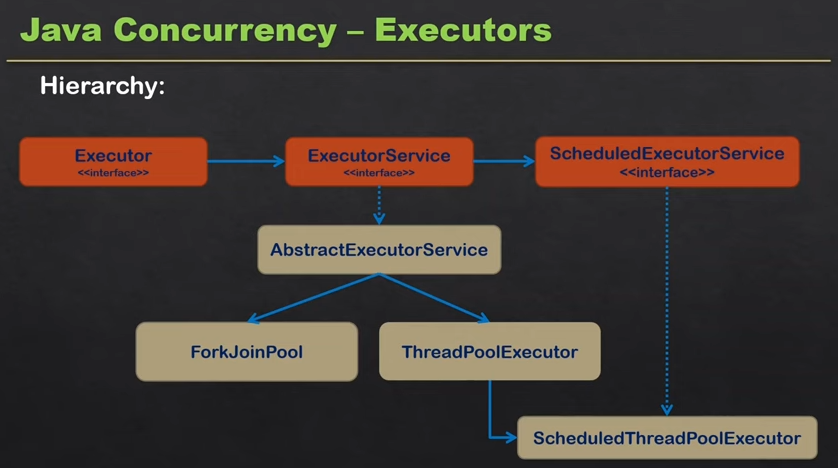 Java Concurrency – Executors
Hierarchy:
Executor
<<interface>>
ExecutorService
<<interface>>
ScheduledExecutorService
<<interface>>
AbstractExecutorService
ForkJoinPool
ThreadPoolExecutor
ScheduledThreadPoolExecutor